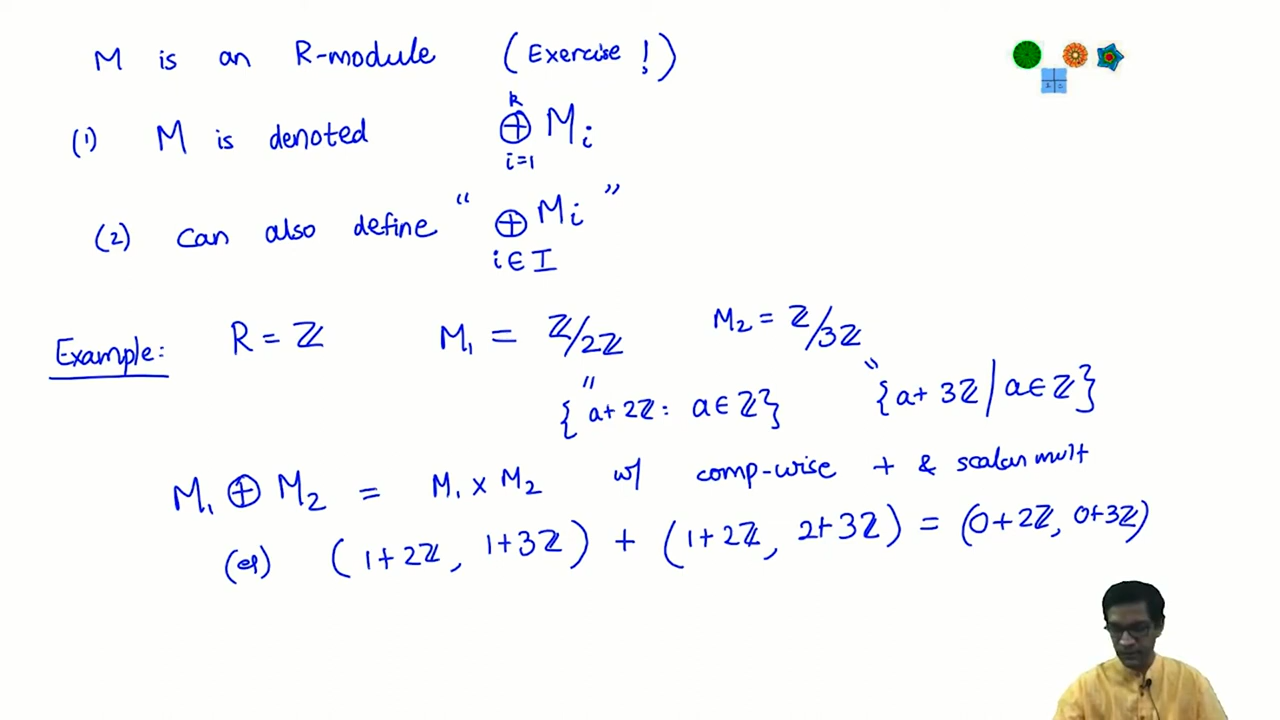 M is an R-module (Exercise!)
(1) M is denoted k ⊕ i=1 Mᵢ
(2) can also define “ ⊕ i∈I Mᵢ ”
Example: R = ℤ M₁ = ℤ/2ℤ M₂ = ℤ/3ℤ
" {a+2ℤ : a∈ℤ} " {a+3ℤ | a∈ℤ}
M₁ ⊕ M₂ = M₁ × M₂ w/ comp-wise + & scalar mult
(eg) (1+2ℤ, 1+3ℤ) + (1+2ℤ, 2+3ℤ) = (0+2ℤ, 0+3ℤ)